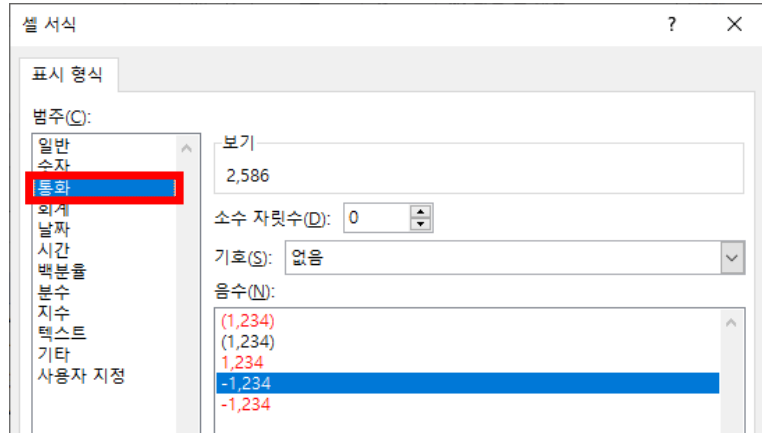 셀 서식 ? ×
표시 형식
범주(C):
일반
숫자
통화
회계
날짜
시간
백분율
분수
지수
텍스트
기타
사용자 지정
보기
2,586
소수 자릿수(D): 0
기호(S): 없음
음수(N):
(1,234)
(1,234)
1,234
-1,234
-1,234